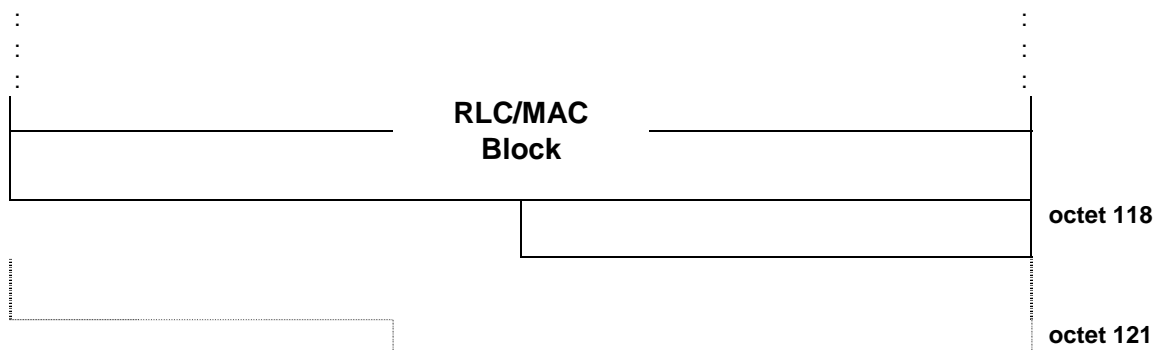 : :
: :
: :
RLC/MAC
Block
octet 118
octet 121